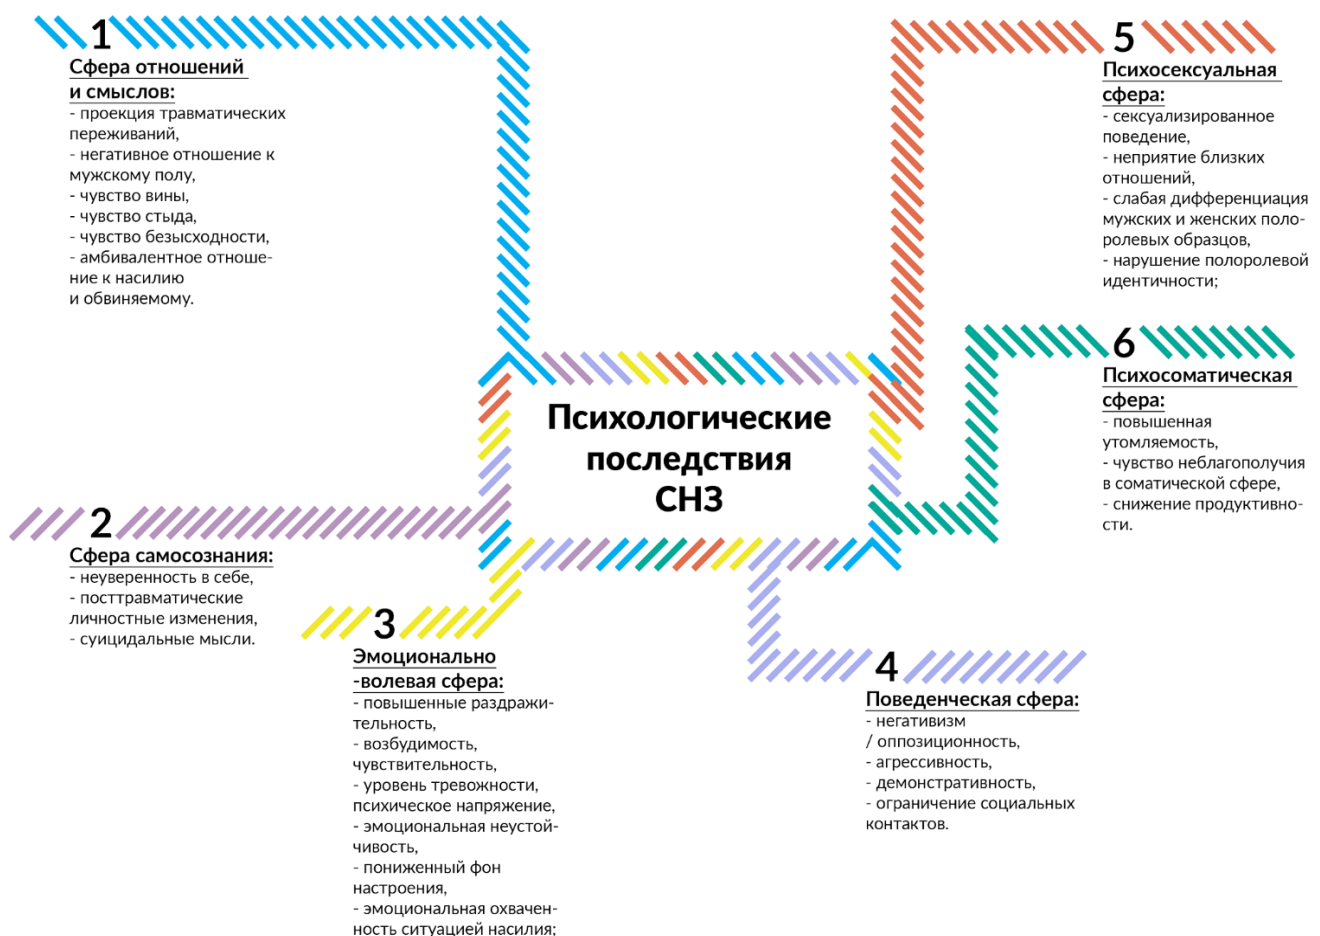 Психологические
последствия
СНЗ
1
Сфера отношений
и смыслов:
- проекция травматических
переживаний,
- негативное отношение к
мужскому полу,
- чувство вины,
- чувство стыда,
- чувство безысходности,
- амбивалентное отноше-
ние к насилию
и обвиняемому.
2
Сфера самосознания:
- неуверенность в себе,
- посттравматические
личностные изменения,
- суицидальные мысли.
3
Эмоционально
-волевая сфера:
- повышенные раздражи-
тельность,
- возбудимость,
чувствительность,
- уровень тревожности,
психическое напряжение,
- эмоциональная неустой-
чивость,
- пониженный фон
настроения,
- эмоциональная охвачен-
ность ситуацией насилия;
4
Поведенческая сфера:
- негативизм
/ оппозиционность,
- агрессивность,
- демонстративность,
- ограничение социальных
контактов.
5
Психосексуальная
сфера:
- сексуализированное
поведение,
- неприятие близких
отношений,
- слабая дифференциация
мужских и женских поло-
ролевых образцов,
- нарушение полоролевой
идентичности;
6
Психосоматическая
сфера:
- повышенная
утомляемость,
- чувство неблагополучия
в соматической сфере,
- снижение продуктивно-
сти.